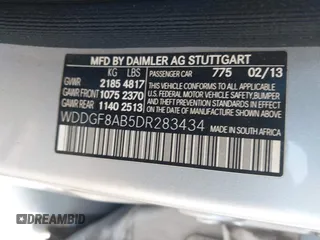 MFD BY DAIMLER AG STUTTGART
KG LBS PASSENGER CAR 775 02/13
GVWR 2185 4817
GAWR FRONT 1075 2370
GAWR REAR 1140 2513
THIS VEHICLE CONFORMS TO ALL APPLICABLE
U.S. FEDERAL MOTOR VEHICLE SAFETY, BUMPER,
AND THEFT PREVENTION STANDARDS IN EFFECT
ON THE DATE OF MANUFACTURE SHOWN ABOVE.
WDDGF8AB5DR283434 MADE IN SOUTH AFRICA
DREAMBID